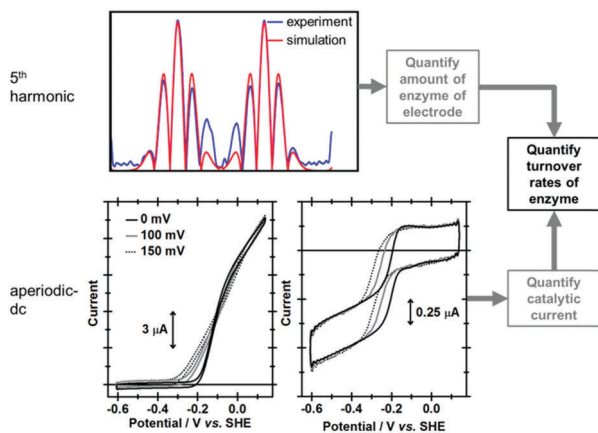 5th
harmonic
experiment
simulation
Quantify
amount of
enzyme of
electrode
Quantify
turnover
rates of
enzyme
Quantify
catalytic
current
aperiodic-
dc
Current
0 mV
100 mV
150 mV
3 μA
-0.6 -0.4 -0.2 0.0
Potential / V vs. SHE
Current
0.25 μA
-0.6 -0.4 -0.2 0.0
Potential / V vs. SHE